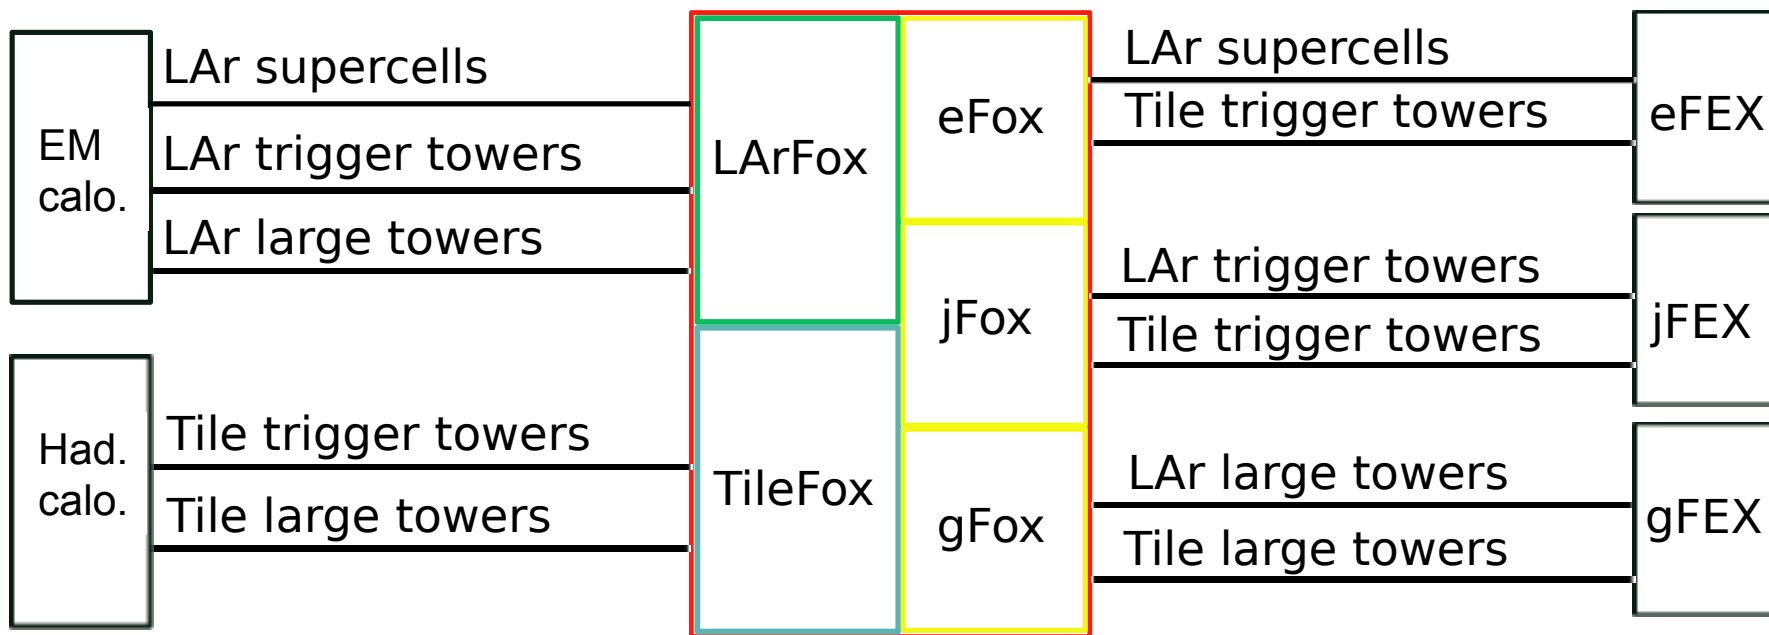 EM
calo.
LAr supercells
LAr trigger towers
LAr large towers
Had.
calo.
Tile trigger towers
Tile large towers
LArFox
TileFox
eFox
jFox
gFox
LAr supercells
Tile trigger towers
eFEX
LAr trigger towers
Tile trigger towers
jFEX
LAr large towers
Tile large towers
gFEX